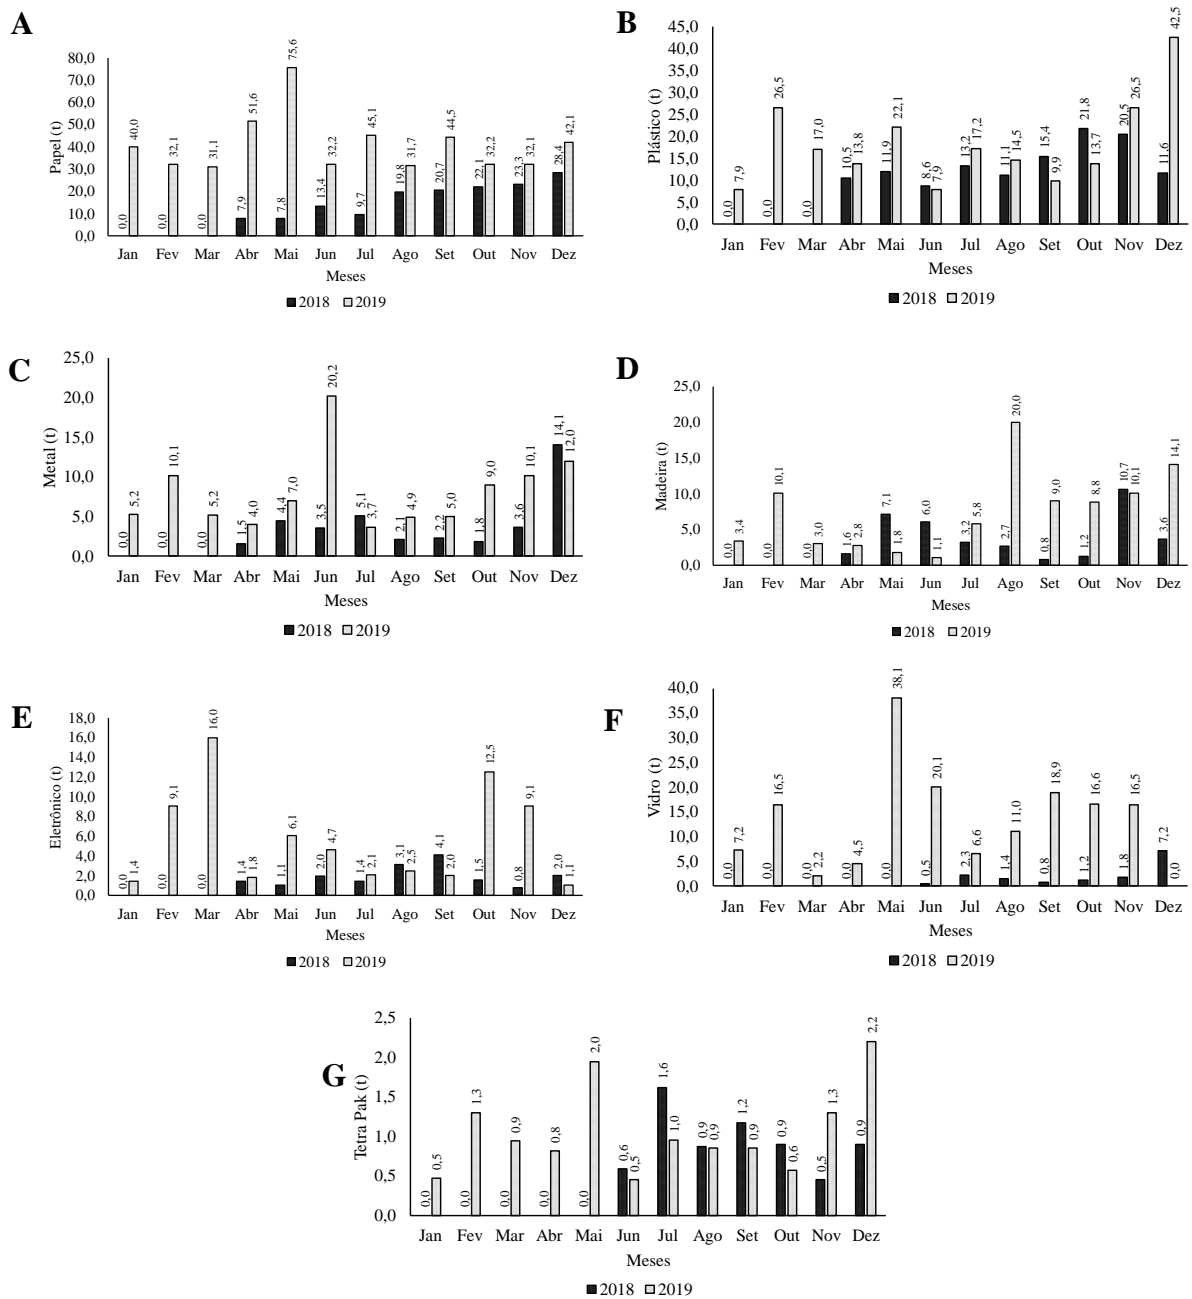 A
Papel (t)
80,0
70,0
60,0
50,0
40,0
30,0
20,0
10,0
0,0
0,0 40,0 0,0 32,1 0,0 31,1 7,9 51,6 7,8 75,6 13,4 32,2 9,7 45,1 19,8 31,7 20,7 44,5 22,1 32,2 23,3 32,1 28,4 42,1
Jan Fev Mar Abr Mai Jun Jul Ago Set Out Nov Dez
Meses
2018 2019
B
Plástico (t)
45,0
40,0
35,0
30,0
25,0
20,0
15,0
10,0
5,0
0,0
0,0 7,9 0,0 26,5 0,0 17,0 10,5 13,8 11,9 22,1 8,6 7,9 13,2 17,2 11,1 14,5 15,4 9,9 21,8 13,7 20,5 26,5 11,6 42,5
Jan Fev Mar Abr Mai Jun Jul Ago Set Out Nov Dez
Meses
2018 2019
C
Metal (t)
25,0
20,0
15,0
10,0
5,0
0,0
0,0 5,2 0,0 10,1 0,0 5,2 1,5 4,0 4,4 7,0 3,5 20,2 5,1 3,7 2,1 4,9 2,2 5,0 1,8 9,0 3,6 10,1 14,1 12,0
Jan Fev Mar Abr Mai Jun Jul Ago Set Out Nov Dez
Meses
2018 2019
D
Madeira (t)
25,0
20,0
15,0
10,0
5,0
0,0
0,0 3,4 0,0 10,1 0,0 3,0 1,6 2,8 7,1 1,8 6,0 1,1 3,2 5,8 2,7 20,0 0,8 9,0 1,2 8,8 10,7 10,1 3,6 14,1
Jan Fev Mar Abr Mai Jun Jul Ago Set Out Nov Dez
Meses
2018 2019
E
Eletrônico (t)
18,0
16,0
14,0
12,0
10,0
8,0
6,0
4,0
2,0
0,0
0,0 1,4 0,0 9,1 0,0 16,0 1,4 1,8 1,1 6,1 2,0 4,7 1,4 2,1 3,1 2,5 4,1 2,0 1,5 12,5 0,8 9,1 2,0 1,1
Jan Fev Mar Abr Mai Jun Jul Ago Set Out Nov Dez
Meses
2018 2019
F
Vidro (t)
40,0
35,0
30,0
25,0
20,0
15,0
10,0
5,0
0,0
0,0 7,2 0,0 16,5 0,0 2,2 0,0 4,5 0,0 38,1 0,5 20,1 2,3 6,6 1,4 11,0 0,8 18,9 1,2 16,6 1,8 16,5 7,2 0,0
Jan Fev Mar Abr Mai Jun Jul Ago Set Out Nov Dez
Meses
2018 2019
G
Tetra Pak (t)
2,5
2,0
1,5
1,0
0,5
0,0
0,0 0,5 0,0 1,3 0,0 0,9 0,0 0,8 0,0 2,0 0,6 0,5 1,6 1,0 0,9 0,9 1,2 0,9 0,9 0,6 0,5 1,3 0,9 2,2
Jan Fev Mar Abr Mai Jun Jul Ago Set Out Nov Dez
Meses
2018 2019